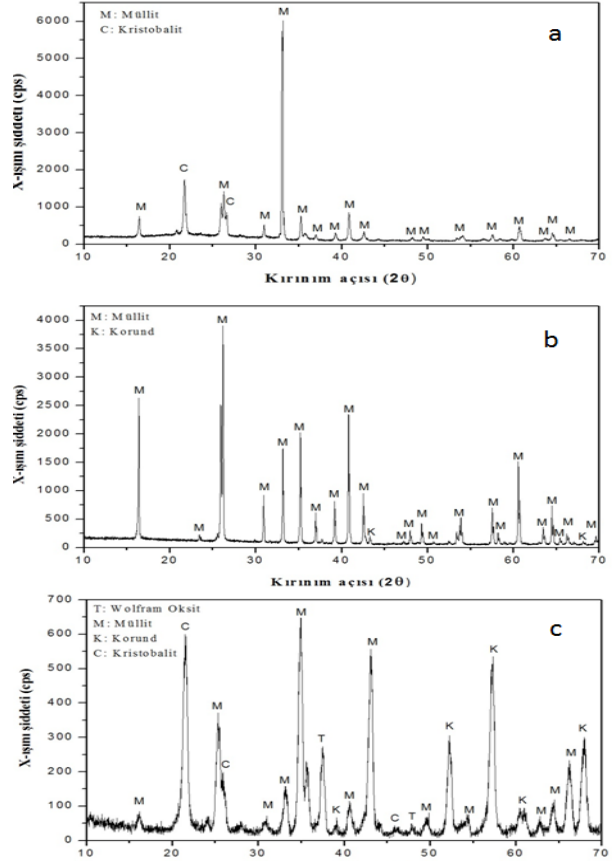 M: Müllit
C: Kristobalit
a
6000
5000
4000
3000
2000
1000
0
X-ışını şiddeti (cps)
M C M C M M M M M M M M M M M M M M M
10 20 30 40 50 60 70
Kırınım açısı (2θ)
M: Müllit
K: Korund
b
4000
3500
3000
2500
2000
1500
1000
500
0
X-ışını şiddeti (cps)
M M M M M M M M M M K M M M M M M M M M M M K M
10 20 30 40 50 60 70
Kırınım açısı (2θ)
T: Wolfram Oksit
M: Müllit
K: Korund
C: Kristobalit
c
700
600
500
400
300
200
100
0
X-ışını şiddeti (cps)
M C M C M M M T K M M C T M K M K K M M M K
10 20 30 40 50 60 70